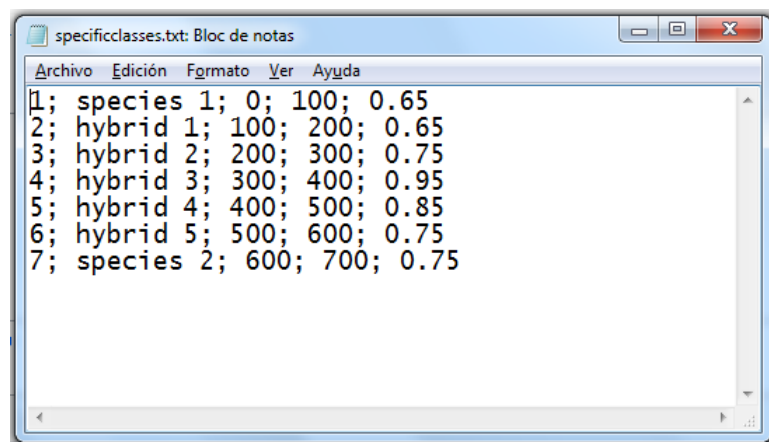 specificclasses.txt: Bloc de notas
Archivo Edición Formato Ver Ayuda
1; species 1; 0; 100; 0.65
2; hybrid 1; 100; 200; 0.65
3; hybrid 2; 200; 300; 0.75
4; hybrid 3; 300; 400; 0.95
5; hybrid 4; 400; 500; 0.85
6; hybrid 5; 500; 600; 0.75
7; species 2; 600; 700; 0.75